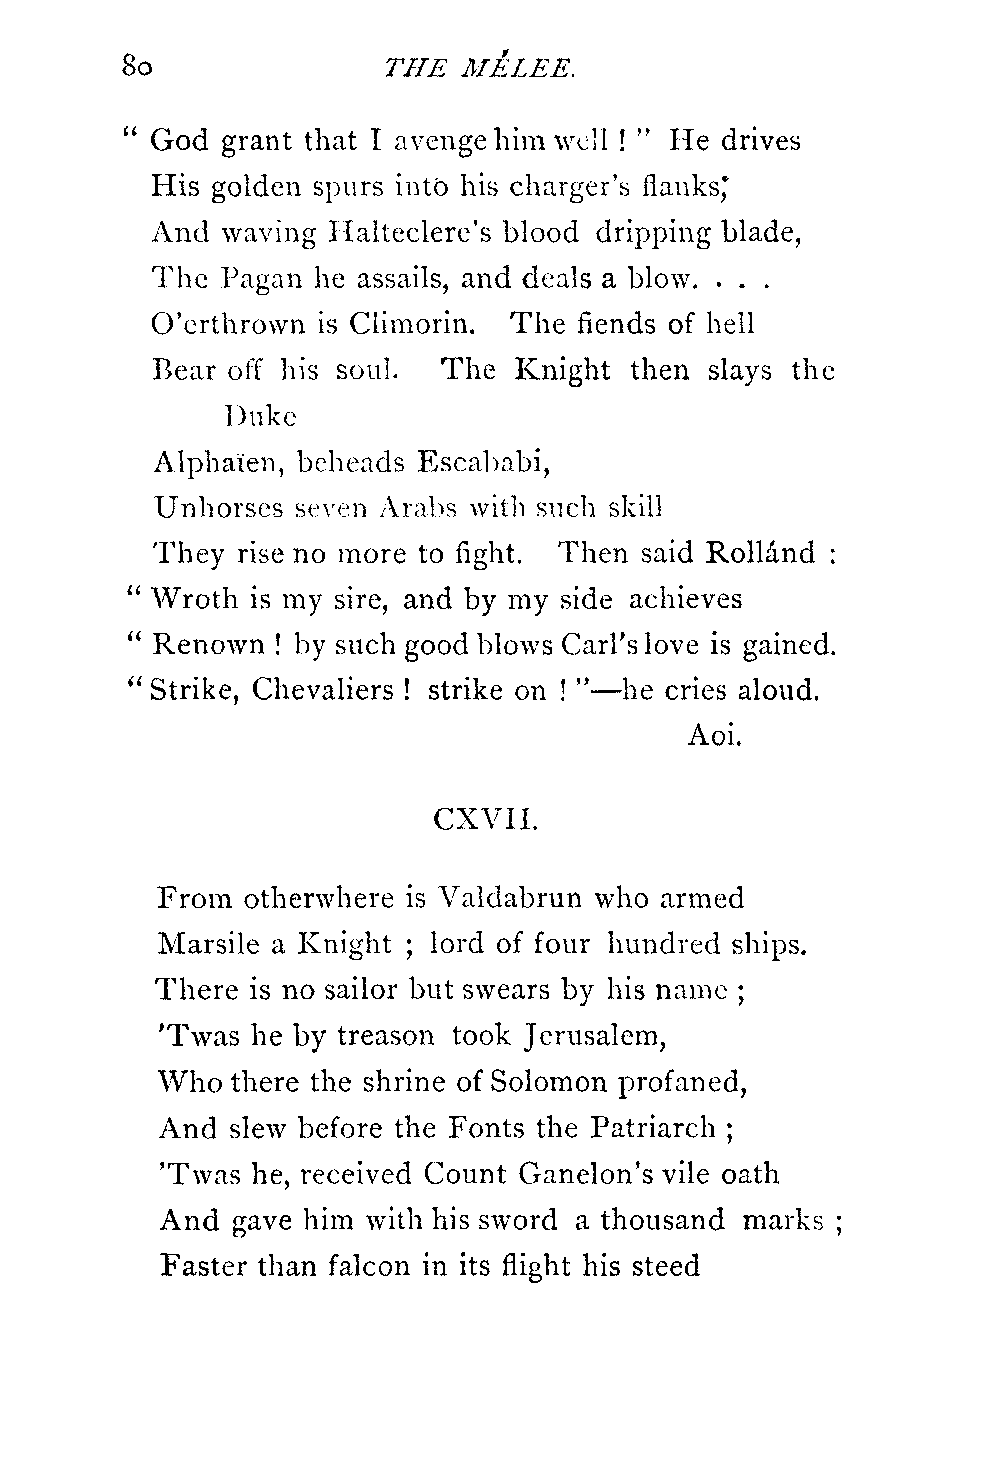 80 THE MÊLEE.
“ God grant that I avenge him well ! ” He drives
His golden spurs into his charger’s flanks;
And waving Halteclere’s blood dripping blade,
The Pagan he assails, and deals a blow. . . .
O’erthrown is Climorin. The fiends of hell
Bear off his soul. The Knight then slays the
Duke
Alphaïen, beheads Escababi,
Unhorses seven Arabs with such skill
They rise no more to fight. Then said Rollánd :
“ Wroth is my sire, and by my side achieves
“ Renown ! by such good blows Carl’s love is gained.
“ Strike, Chevaliers ! strike on ! ”—he cries aloud.
Aoi.
CXVII.
From otherwhere is Valdabrun who armed
Marsile a Knight ; lord of four hundred ships.
There is no sailor but swears by his name ;
’Twas he by treason took Jerusalem,
Who there the shrine of Solomon profaned,
And slew before the Fonts the Patriarch ;
’Twas he, received Count Ganelon’s vile oath
And gave him with his sword a thousand marks ;
Faster than falcon in its flight his steed